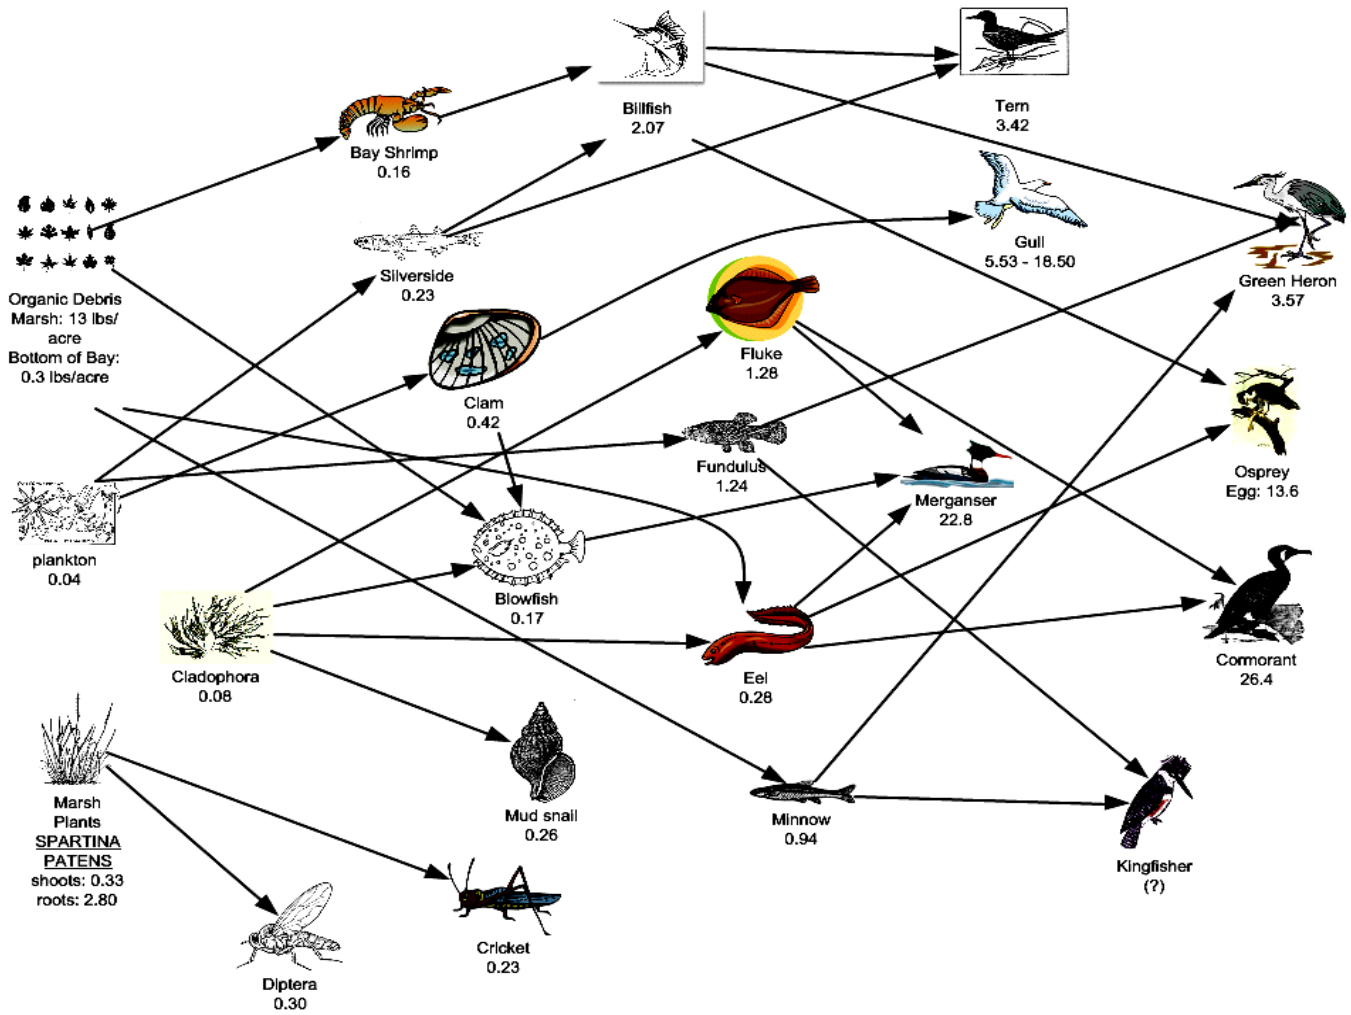 Billfish
2.07
Tern
3.42
Bay Shrimp
0.16
Gull
5.53 - 18.50
Silverside
0.23
Green Heron
3.57
Organic Debris
Marsh: 13 lbs/
acre
Bottom of Bay:
0.3 lbs/acre
Fluke
1.28
Clam
0.42
Fundulus
1.24
Osprey
Egg: 13.6
Merganser
22.8
plankton
0.04
Blowfish
0.17
Cladophora
0.08
Eel
0.28
Cormorant
26.4
Marsh
Plants
SPARTINA
PATENS
shoots: 0.33
roots: 2.80
Mud snail
0.26
Minnow
0.94
Kingfisher
(?)
Cricket
0.23
Diptera
0.30